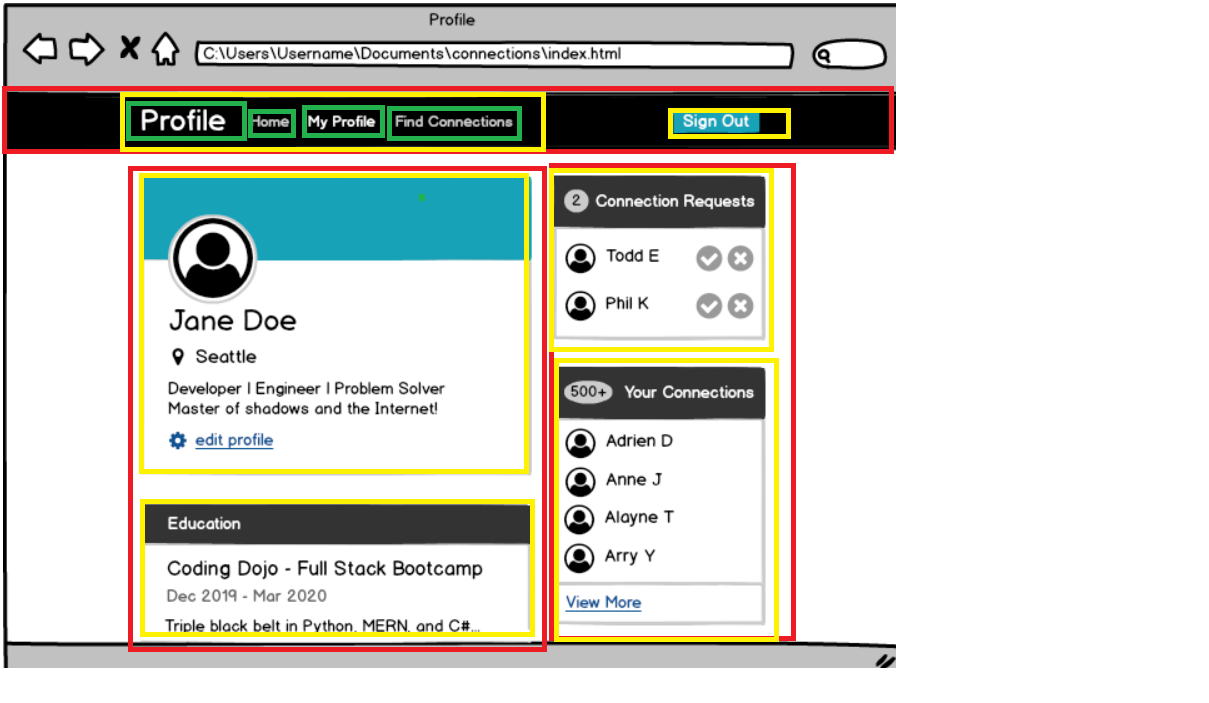 Profile
C:\Users\Username\Documents\connections\index.html
Profile Home My Profile Find Connections Sign Out
2 Connection Requests
Todd E
Phil K
Jane Doe
Seattle
Developer | Engineer | Problem Solver
Master of shadows and the Internet!
edit profile
500+ Your Connections
Adrien D
Anne J
Alayne T
Arry Y
View More
Education
Coding Dojo - Full Stack Bootcamp
Dec 2019 - Mar 2020
Triple black belt in Python, MERN, and C#...